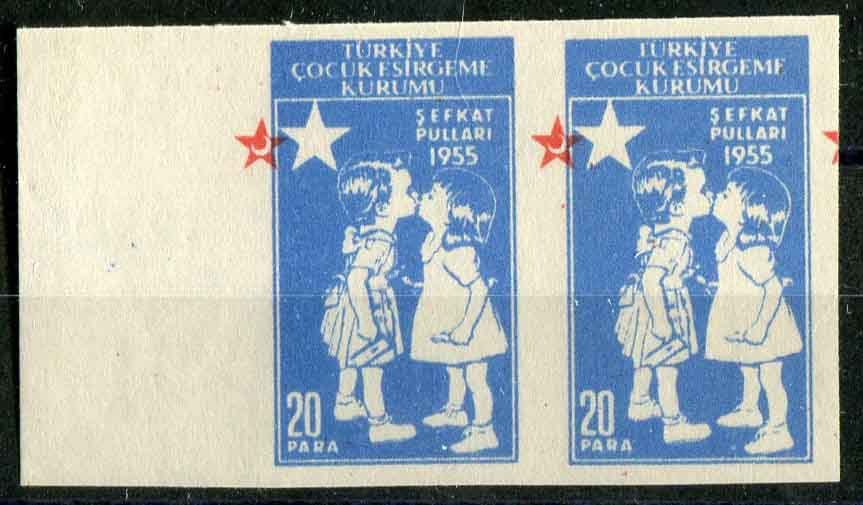 TÜRKİYE
ÇOCUK ESİRGEME
KURUMU
ŞEFKAT
PULLARI
1955
20
PARA
TÜRKİYE
ÇOCUK ESİRGEME
KURUMU
ŞEFKAT
PULLARI
1955
20
PARA